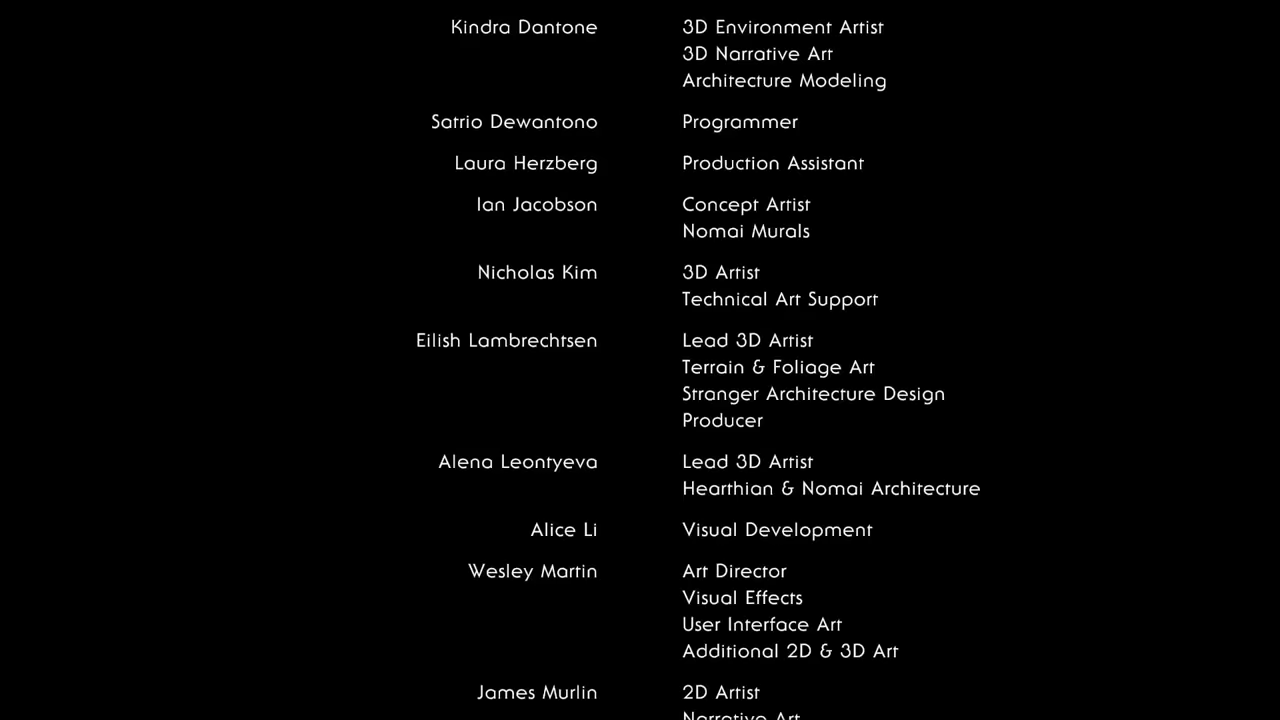 Kindra Dantone 3D Environment Artist
3D Narrative Art
Architecture Modeling
Satrio Dewantono Programmer
Laura Herzberg Production Assistant
Ian Jacobson Concept Artist
Nomai Murals
Nicholas Kim 3D Artist
Technical Art Support
Eilish Lambrechtsen Lead 3D Artist
Terrain & Foliage Art
Stranger Architecture Design
Producer
Alena Leontyeva Lead 3D Artist
Hearthian & Nomai Architecture
Alice Li Visual Development
Wesley Martin Art Director
Visual Effects
User Interface Art
Additional 2D & 3D Art
James Murlin 2D Artist
Narrative Art